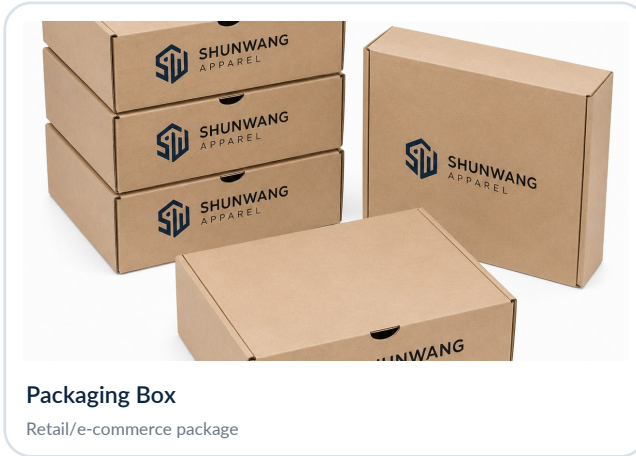 SHUNWANG
APPAREL
SHUNWANG
APPAREL
SHUNWANG
APPAREL
SHUNWANG
APPAREL
Packaging Box
Retail/e-commerce package